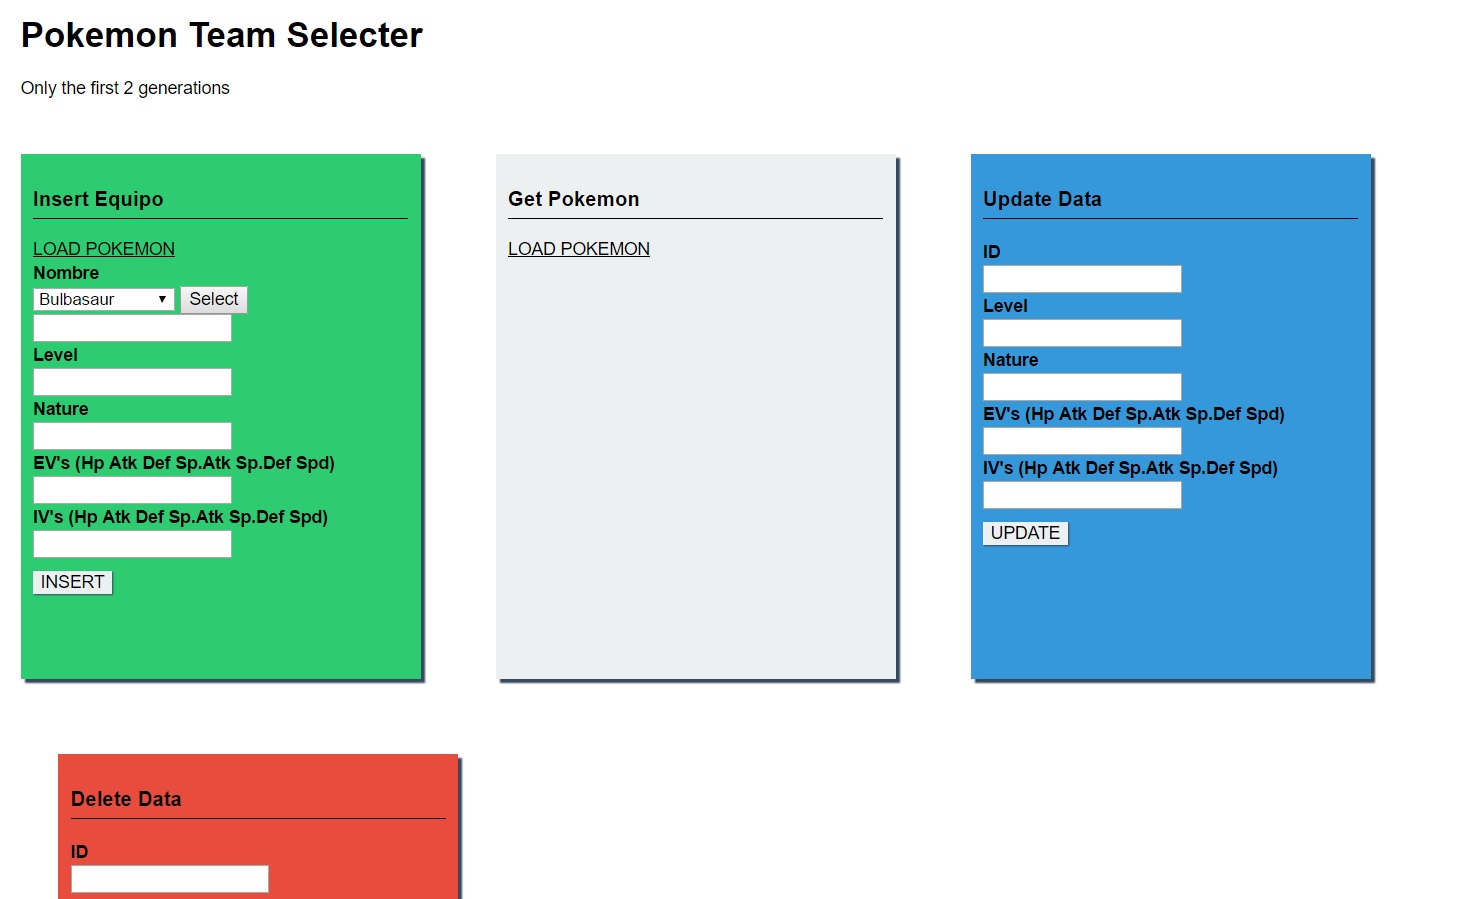 Pokemon Team Selecter
Only the first 2 generations
Insert Equipo
LOAD POKEMON
Nombre
Bulbasaur Select
Level
Nature
EV's (Hp Atk Def Sp.Atk Sp.Def Spd)
IV's (Hp Atk Def Sp.Atk Sp.Def Spd)
INSERT
Get Pokemon
LOAD POKEMON
Update Data
ID
Level
Nature
EV's (Hp Atk Def Sp.Atk Sp.Def Spd)
IV's (Hp Atk Def Sp.Atk Sp.Def Spd)
UPDATE
Delete Data
ID